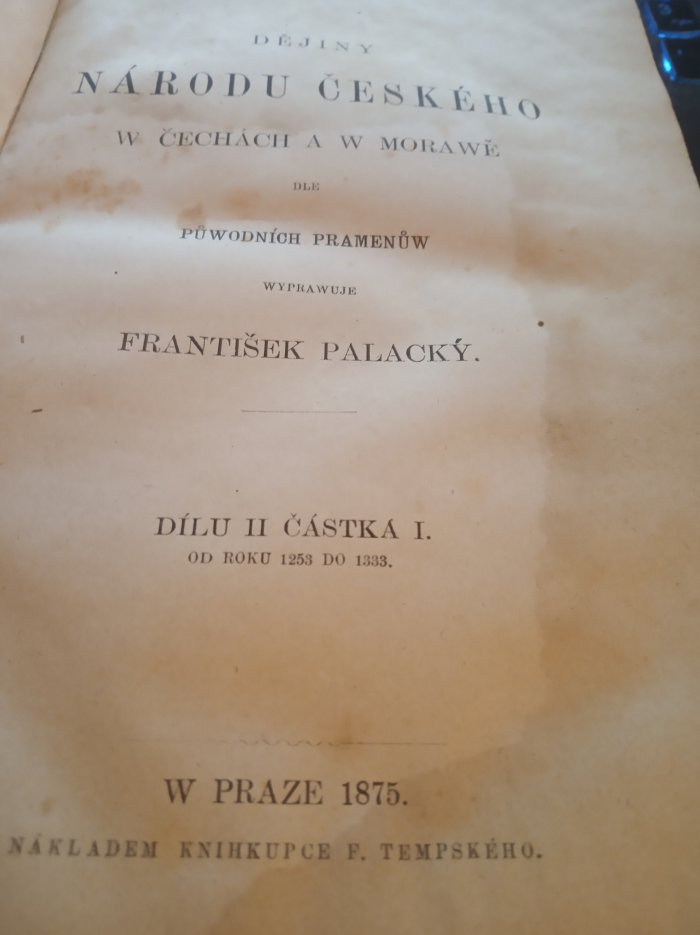 DĚJINY
NÁRODU ČESKÉHO
W ČECHÁCH A W MORAWĚ
DLE
PŮWODNÍCH PRAMENŮW
WYPRAWUJE
FRANTIŠEK PALACKÝ.
DÍLU II ČÁSTKA I.
OD ROKU 1253 DO 1333.
W PRAZE 1875.
NÁKLADEM KNIHKUPCE F. TEMPSKÉHO.